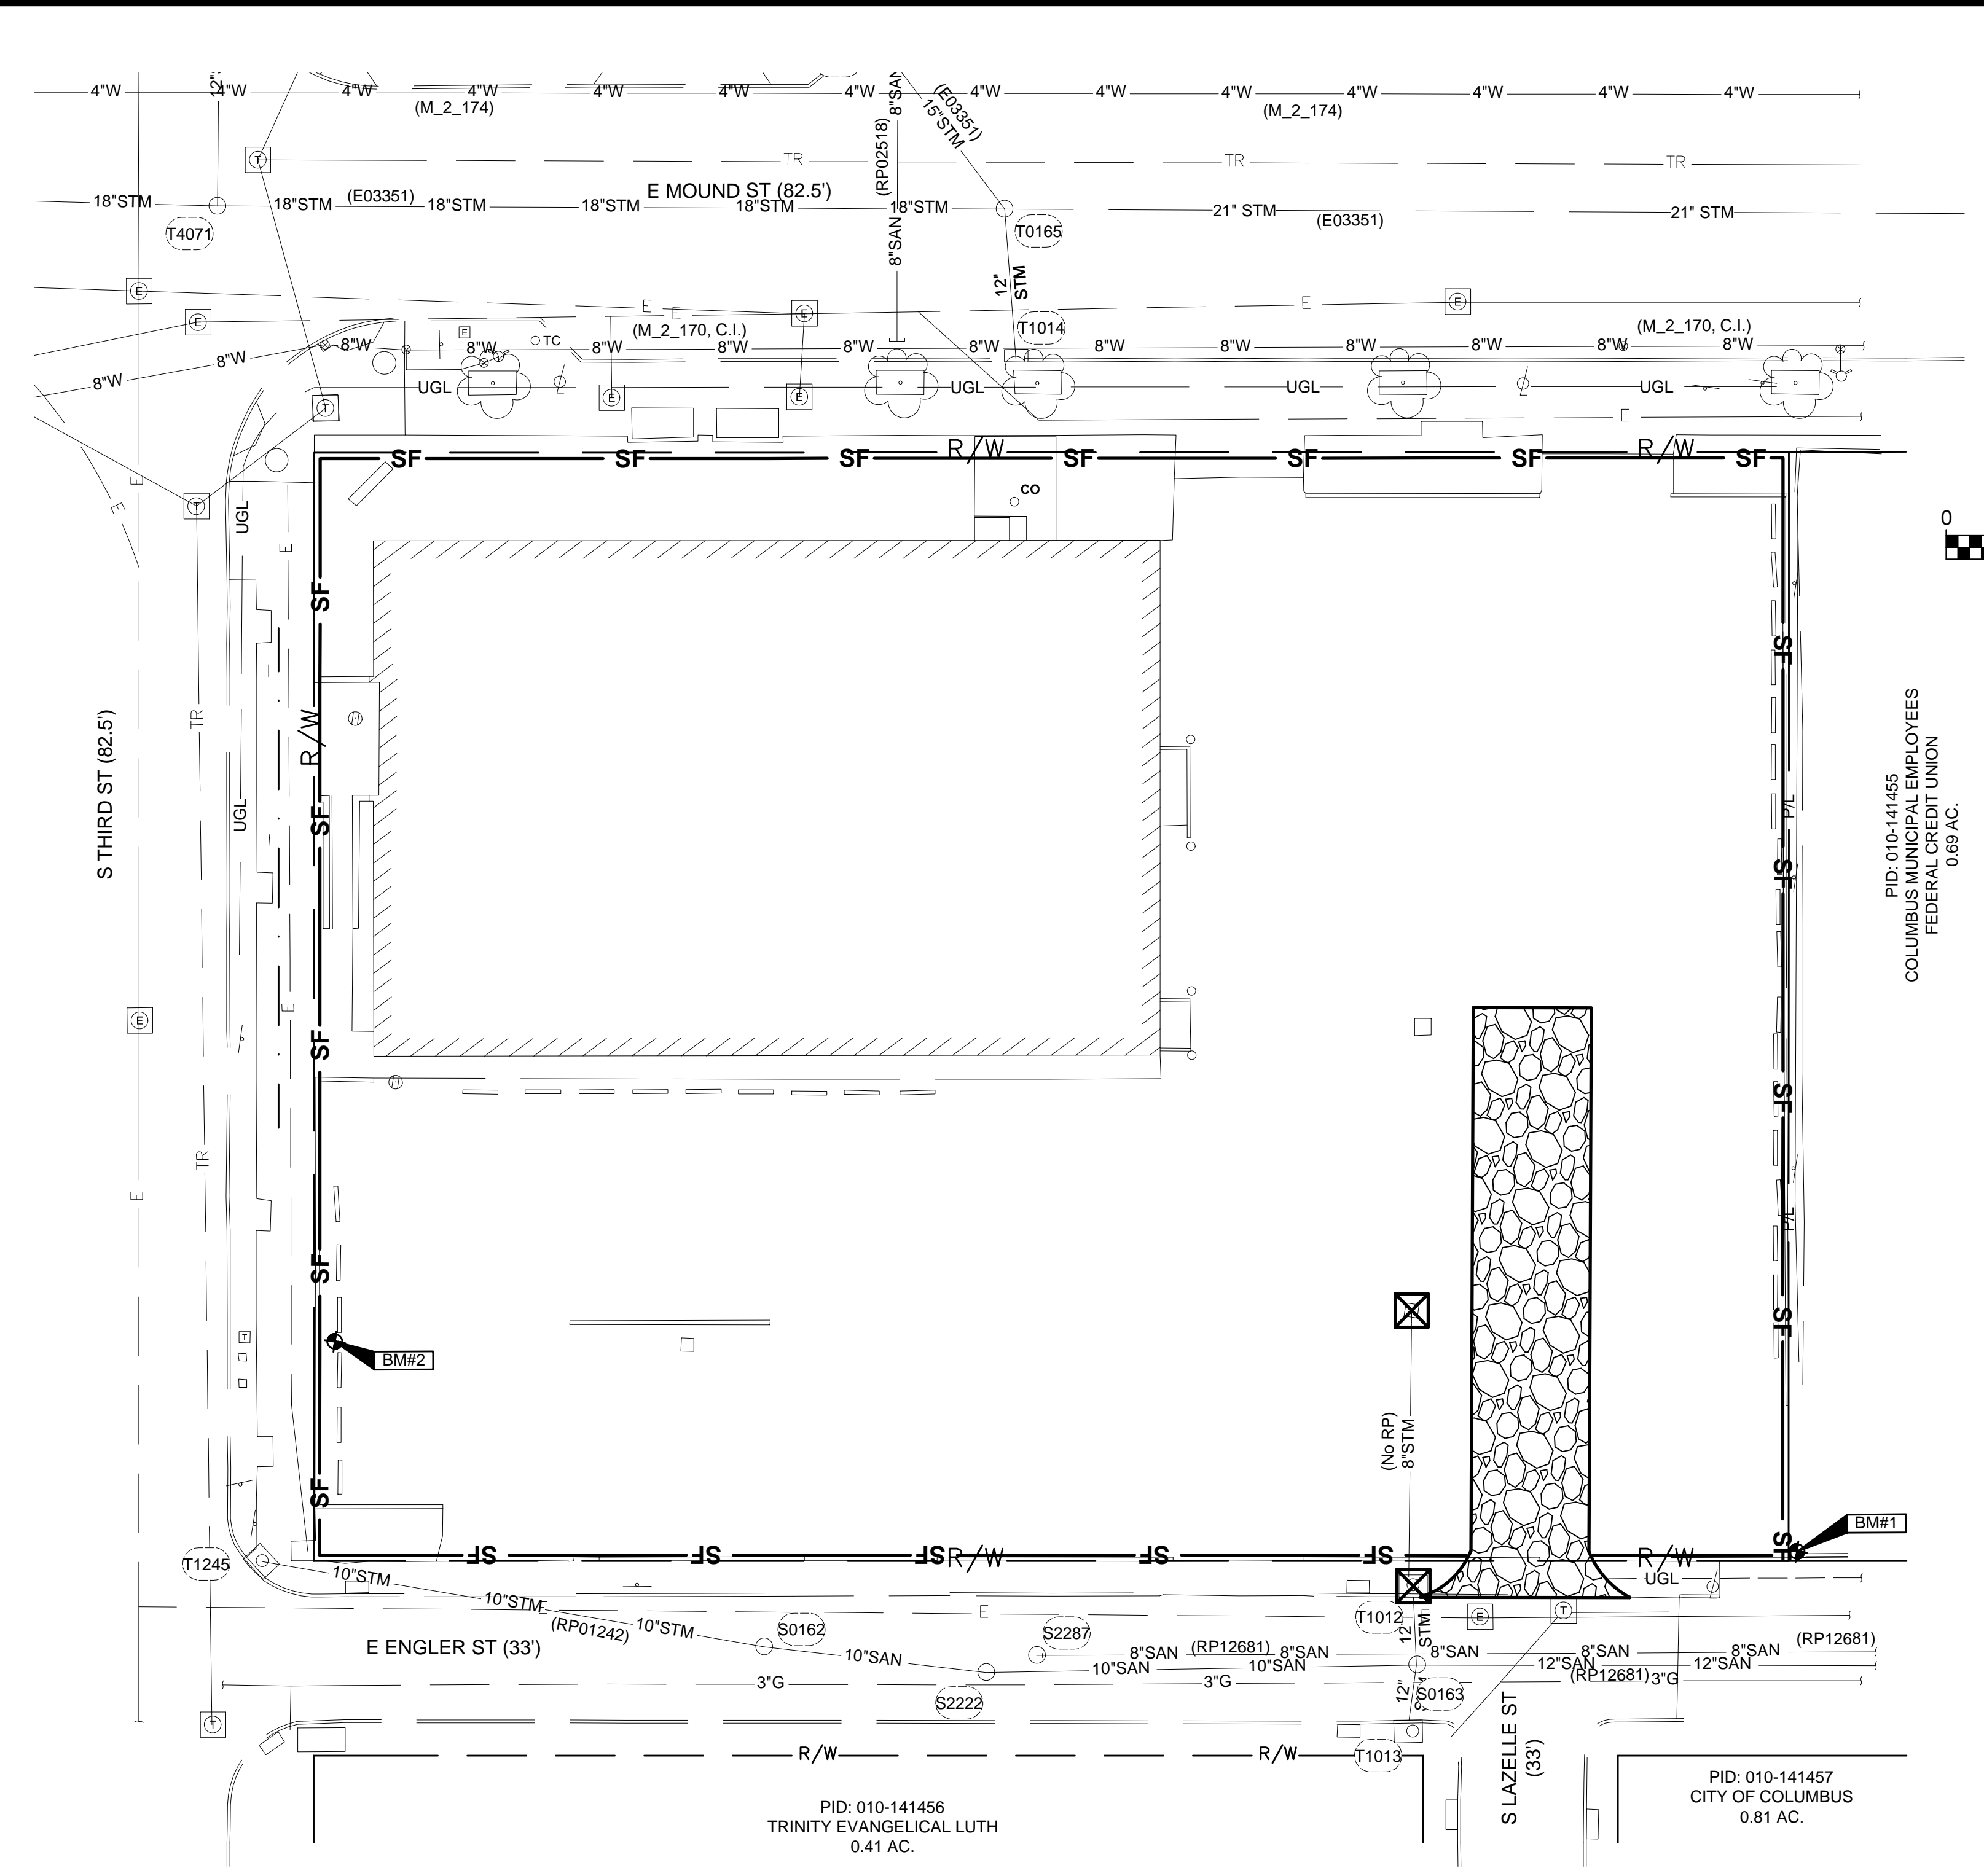 4"W 4"W 4"W 4"W 4"W 4"W 4"W 4"W 4"W 4"W 4"W 4"W 4"W 4"W
12"
(M_2_174)
(M_2_174)
8"SAN
(E03351)
15"STM
(RP02518)
T
TR TR TR
E MOUND ST (82.5')
18"STM 18"STM (E03351) 18"STM 18"STM 18"STM 18"STM 21" STM (E03351) 21" STM
T4071
T0165
8"SAN
12"
STM
E
E E E E E
E
T1014
(M_2_170, C.I.)
(M_2_170, C.I.)
E
TC
8"W 8"W 8"W 8"W 8"W 8"W 8"W 8"W 8"W 8"W 8"W 8"W 8"W 8"W
UGL UGL UGL UGL
E E
T
E
SF SF SF R/W SF SF SF R/W SF
CO
T
UGL
E
E
E
0
SF
SF
TR
S THIRD ST (82.5')
R/W
UGL
SF
P/L
SF
PID: 010-141455
COLUMBUS MUNICIPAL EMPLOYEES
FEDERAL CREDIT UNION
0.69 AC.
E
E
SF
SF
TR
E
P/L
SF
SF
T
BM#2
(No RP)
8"STM
SF
BM#1
SF
SF SF SF R/W SF SF R/W
T1245
10"STM
UGL
10"STM
E
(RP01242)
10"STM
S0162
E
S2287
T1012
12"
STM
E
T
E ENGLER ST (33')
10"SAN
8"SAN (RP12681) 8"SAN 8"SAN 8"SAN 8"SAN (RP12681)
10"SAN 10"SAN 12"SAN (RP12681) 12"SAN
3"G 3"G 3"G
S2222
12"
S0163
T
R/W R/W
T1013
S LAZELLE ST
(33')
PID: 010-141456
TRINITY EVANGELICAL LUTH
0.41 AC.
PID: 010-141457
CITY OF COLUMBUS
0.81 AC.